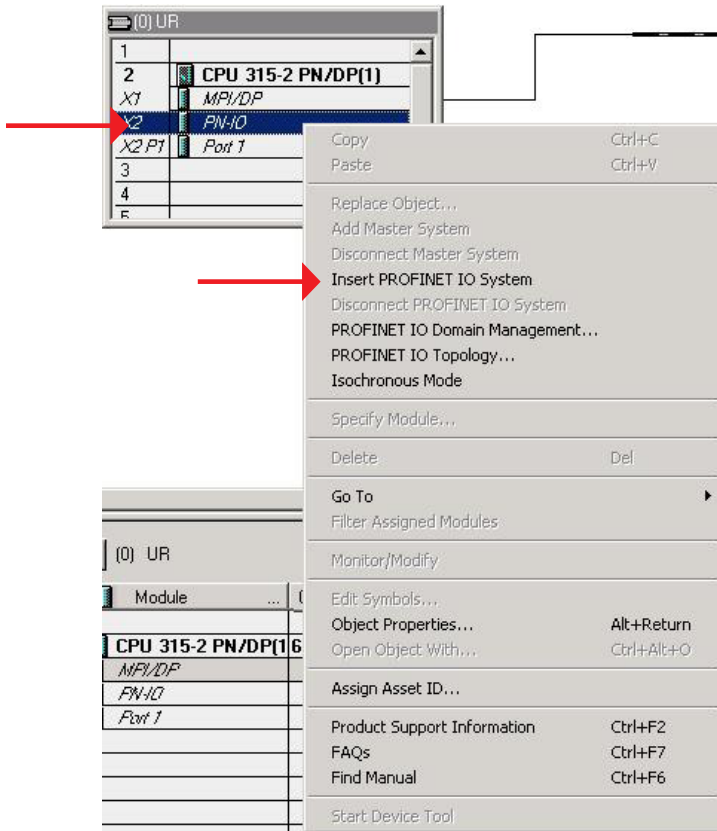 (0) UR
1
2 CPU 315-2 PN/DP(1)
X1 MPI/DP
X2 PN-IO
X2 P1 Port 1
3
4
5
Copy Ctrl+C
Paste Ctrl+V
Replace Object...
Add Master System
Disconnect Master System
Insert PROFINET IO System
Disconnect PROFINET IO System
PROFINET IO Domain Management...
PROFINET IO Topology...
Isochronous Mode
Specify Module...
Delete Del
Go To
Filter Assigned Modules
Monitor/Modify
Edit Symbols...
Object Properties... Alt+Return
Open Object With... Ctrl+Alt+O
Assign Asset ID...
Product Support Information Ctrl+F2
FAQs Ctrl+F7
Find Manual Ctrl+F6
Start Device Tool
(0) UR
Module ...
CPU 315-2 PN/DP(1 6
MPI/DP
PN-IO
Port 1